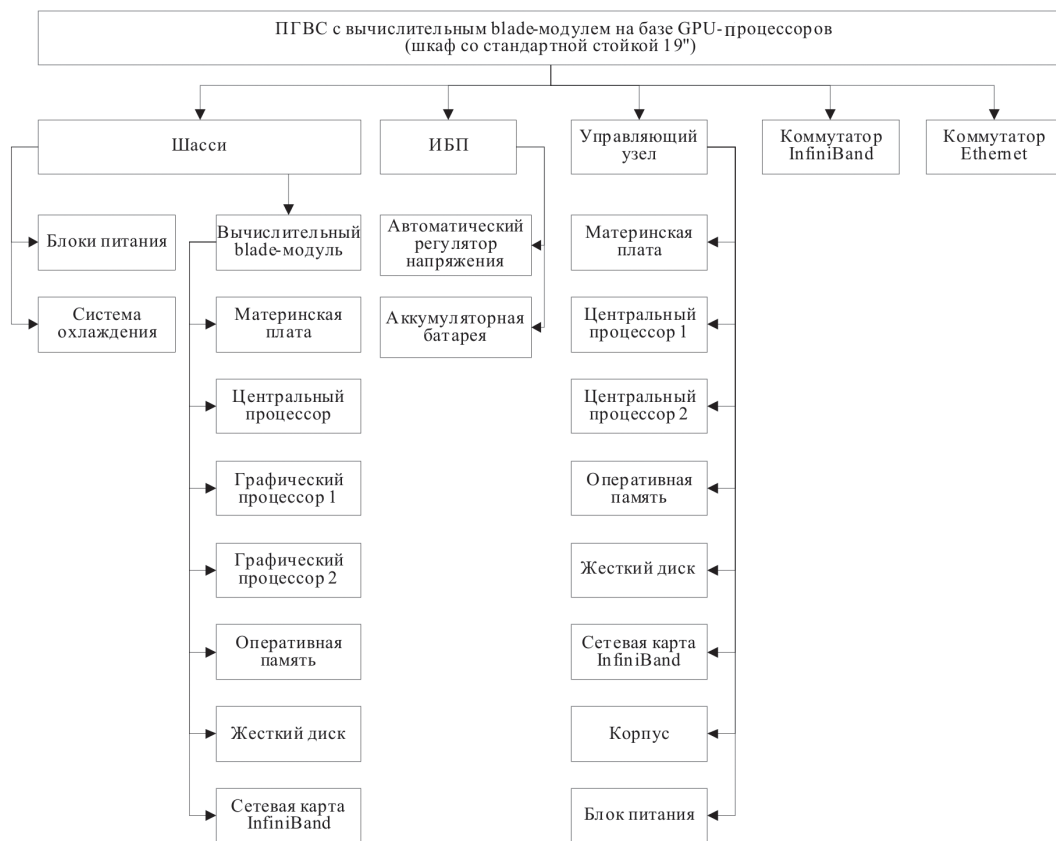 ПГВС с вычислительным blade-модулем на базе GPU-процессоров
(шкаф со стандартной стойкой 19")
Шасси
ИБП
Управляющий
узел
Коммутатор
InfiniBand
Коммутатор
Ethernet
Блоки питания
Вычислительный
blade-модуль
Автоматический
регулятор
напряжения
Материнская
плата
Система
охлаждения
Материнская
плата
Аккумуляторная
батарея
Центральный
процессор 1
Центральный
процессор
Центральный
процессор 2
Графический
процессор 1
Оперативная
память
Графический
процессор 2
Жесткий диск
Оперативная
память
Сетевая карта
InfiniBand
Жесткий диск
Корпус
Сетевая карта
InfiniBand
Блок питания